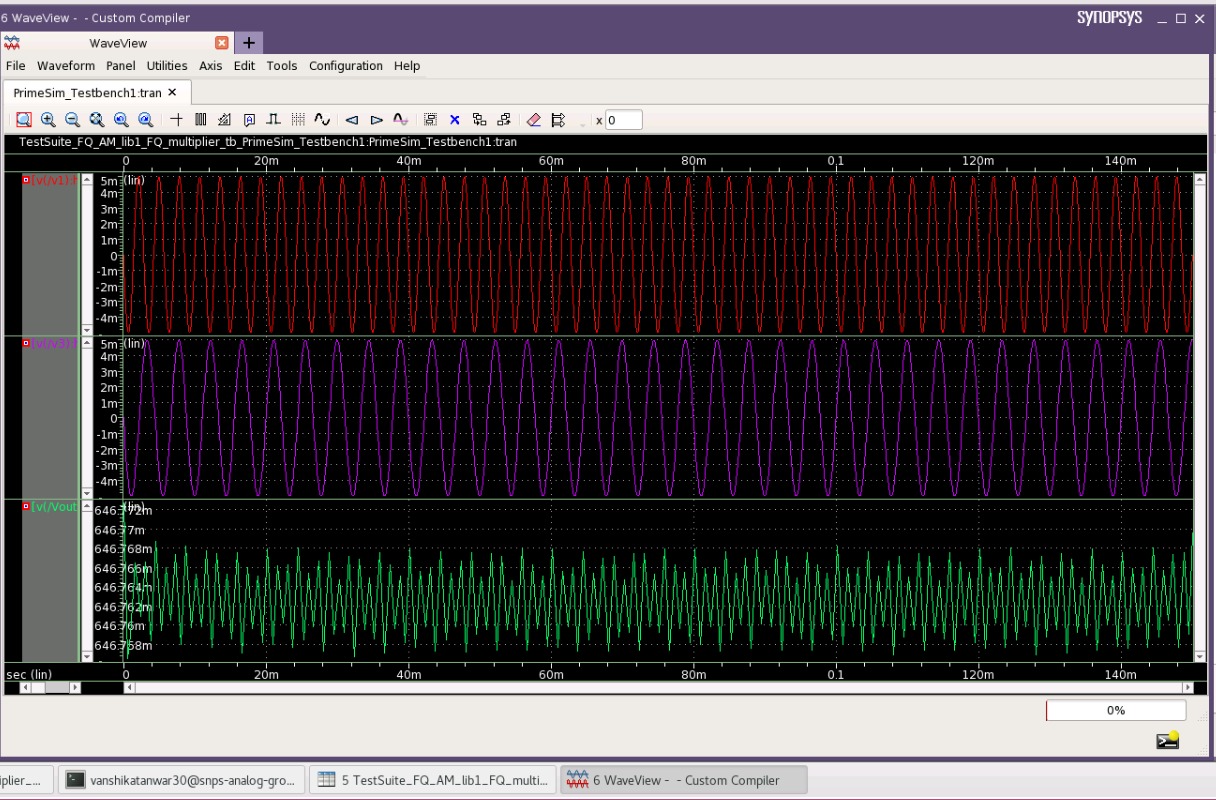 6 WaveView -  - Custom Compiler
SYNOPSYS
WaveView
File Waveform Panel Utilities Axis Edit Tools Configuration Help
PrimeSim_Testbench1:tran
x 0
TestSuite_FQ_AM_lib1_FQ_multiplier_tb_PrimeSim_Testbench1:PrimeSim_Testbench1:tran
0 20m 40m 60m 80m 0.1 120m 140m
[v(/v1):t
(lin)
5m
4m
3m
2m
1m
0
-1m
-2m
-3m
-4m
[v(/v3):t
(lin)
5m
4m
3m
2m
1m
0
-1m
-2m
-3m
-4m
[v(/Vout
(lin)
646.772m
646.77m
646.768m
646.766m
646.764m
646.762m
646.76m
646.758m
sec (lin)
0 20m 40m 60m 80m 0.1 120m 140m
0%
iplier_...
vanshikatanwar30@snps-analog-gro...
5 TestSuite_FQ_AM_lib1_FQ_multi...
6 WaveView -  - Custom Compiler